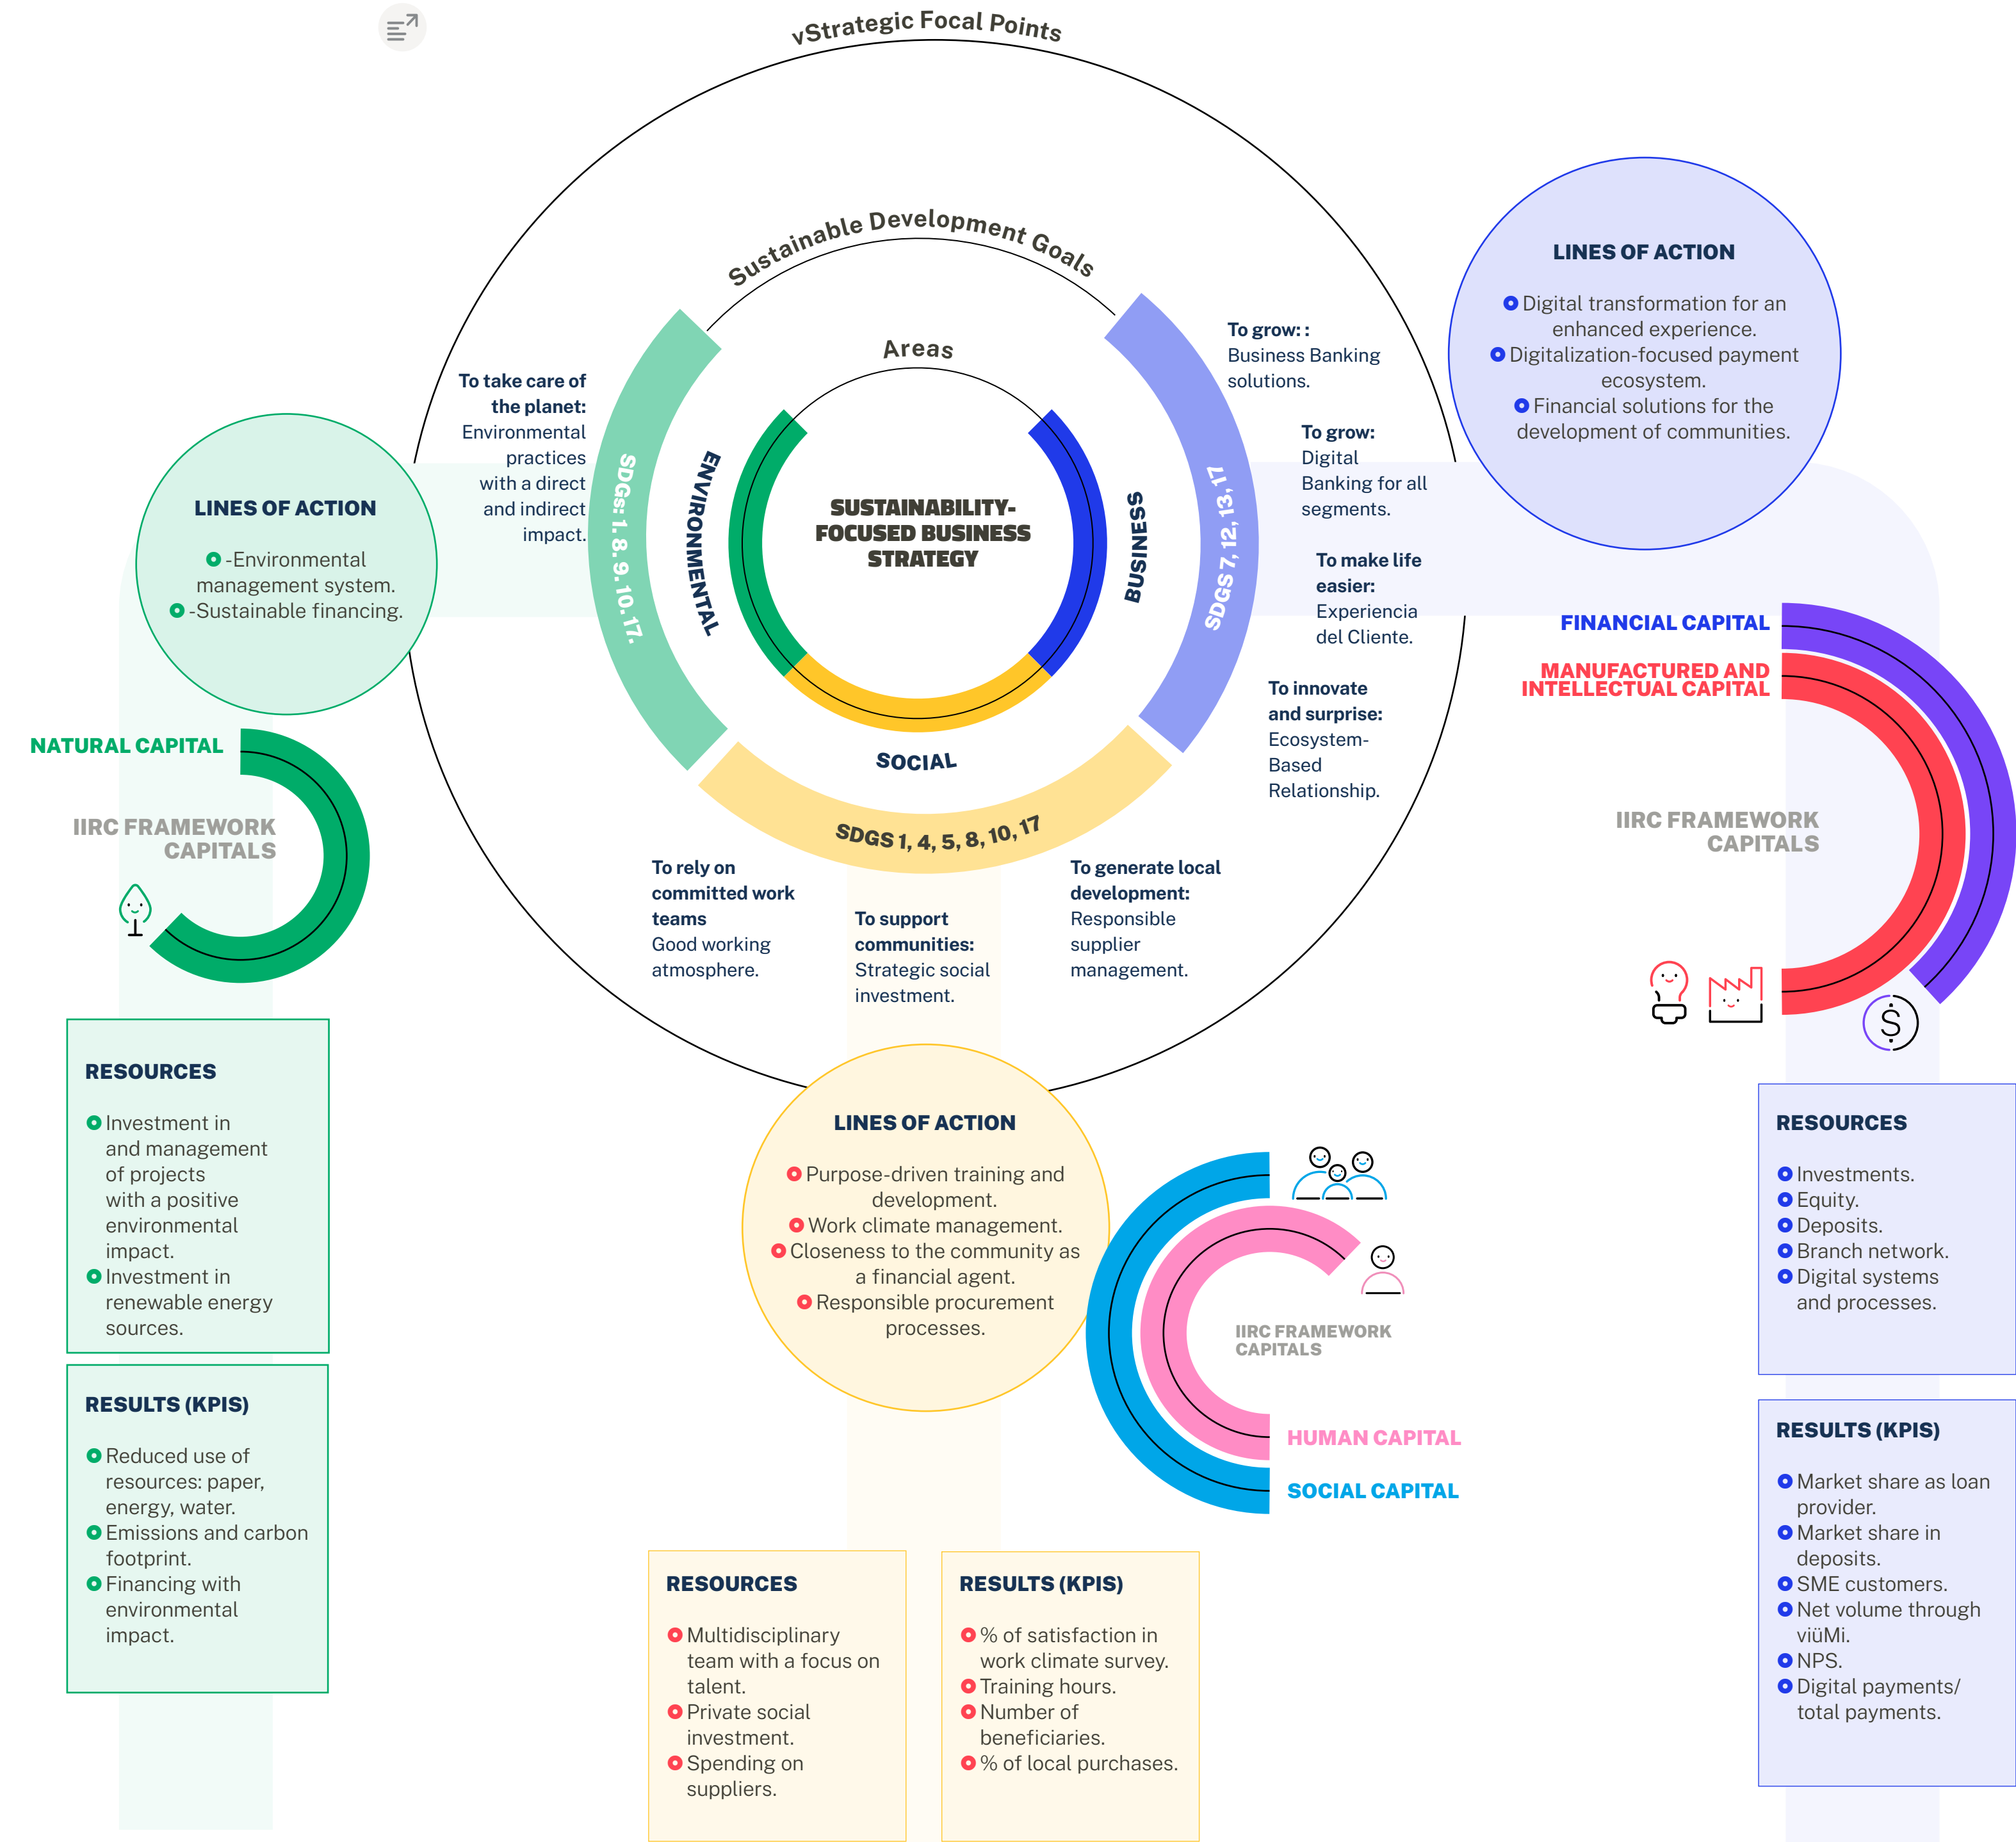 vStrategic Focal Points
Sustainable Development Goals
Areas
SUSTAINABILITY-
FOCUSED BUSINESS
STRATEGY
ENVIRONMENTAL
BUSINESS
SOCIAL
SDGs: 1. 8. 9. 10. 17.
SDGS 7, 12, 13, 17
SDGS 1, 4, 5, 8, 10, 17
To take care of
the planet:
Environmental
practices
with a direct
and indirect
impact.
To grow: :
Business Banking
solutions.
To grow:
Digital
Banking for all
segments.
To make life
easier:
Experiencia
del Cliente.
To innovate
and surprise:
Ecosystem-
Based
Relationship.
To rely on
committed work
teams
Good working
atmosphere.
To support
communities:
Strategic social
investment.
To generate local
development:
Responsible
supplier
management.
LINES OF ACTION
-Environmental
management system.
-Sustainable financing.
NATURAL CAPITAL
IIRC FRAMEWORK
CAPITALS
RESOURCES
Investment in
and management
of projects
with a positive
environmental
impact.
Investment in
renewable energy
sources.
RESULTS (KPIS)
Reduced use of
resources: paper,
energy, water.
Emissions and carbon
footprint.
Financing with
environmental
impact.
LINES OF ACTION
Purpose-driven training and
development.
Work climate management.
Closeness to the community as
a financial agent.
Responsible procurement
processes.
IIRC FRAMEWORK
CAPITALS
HUMAN CAPITAL
SOCIAL CAPITAL
RESOURCES
Multidisciplinary
team with a focus on
talent.
Private social
investment.
Spending on
suppliers.
RESULTS (KPIS)
% of satisfaction in
work climate survey.
Training hours.
Number of
beneficiaries.
% of local purchases.
LINES OF ACTION
Digital transformation for an
enhanced experience.
Digitalization-focused payment
ecosystem.
Financial solutions for the
development of communities.
FINANCIAL CAPITAL
MANUFACTURED AND
INTELLECTUAL CAPITAL
IIRC FRAMEWORK
CAPITALS
$
RESOURCES
Investments.
Equity.
Deposits.
Branch network.
Digital systems
and processes.
RESULTS (KPIS)
Market share as loan
provider.
Market share in
deposits.
SME customers.
Net volume through
viüMi.
NPS.
Digital payments/
total payments.